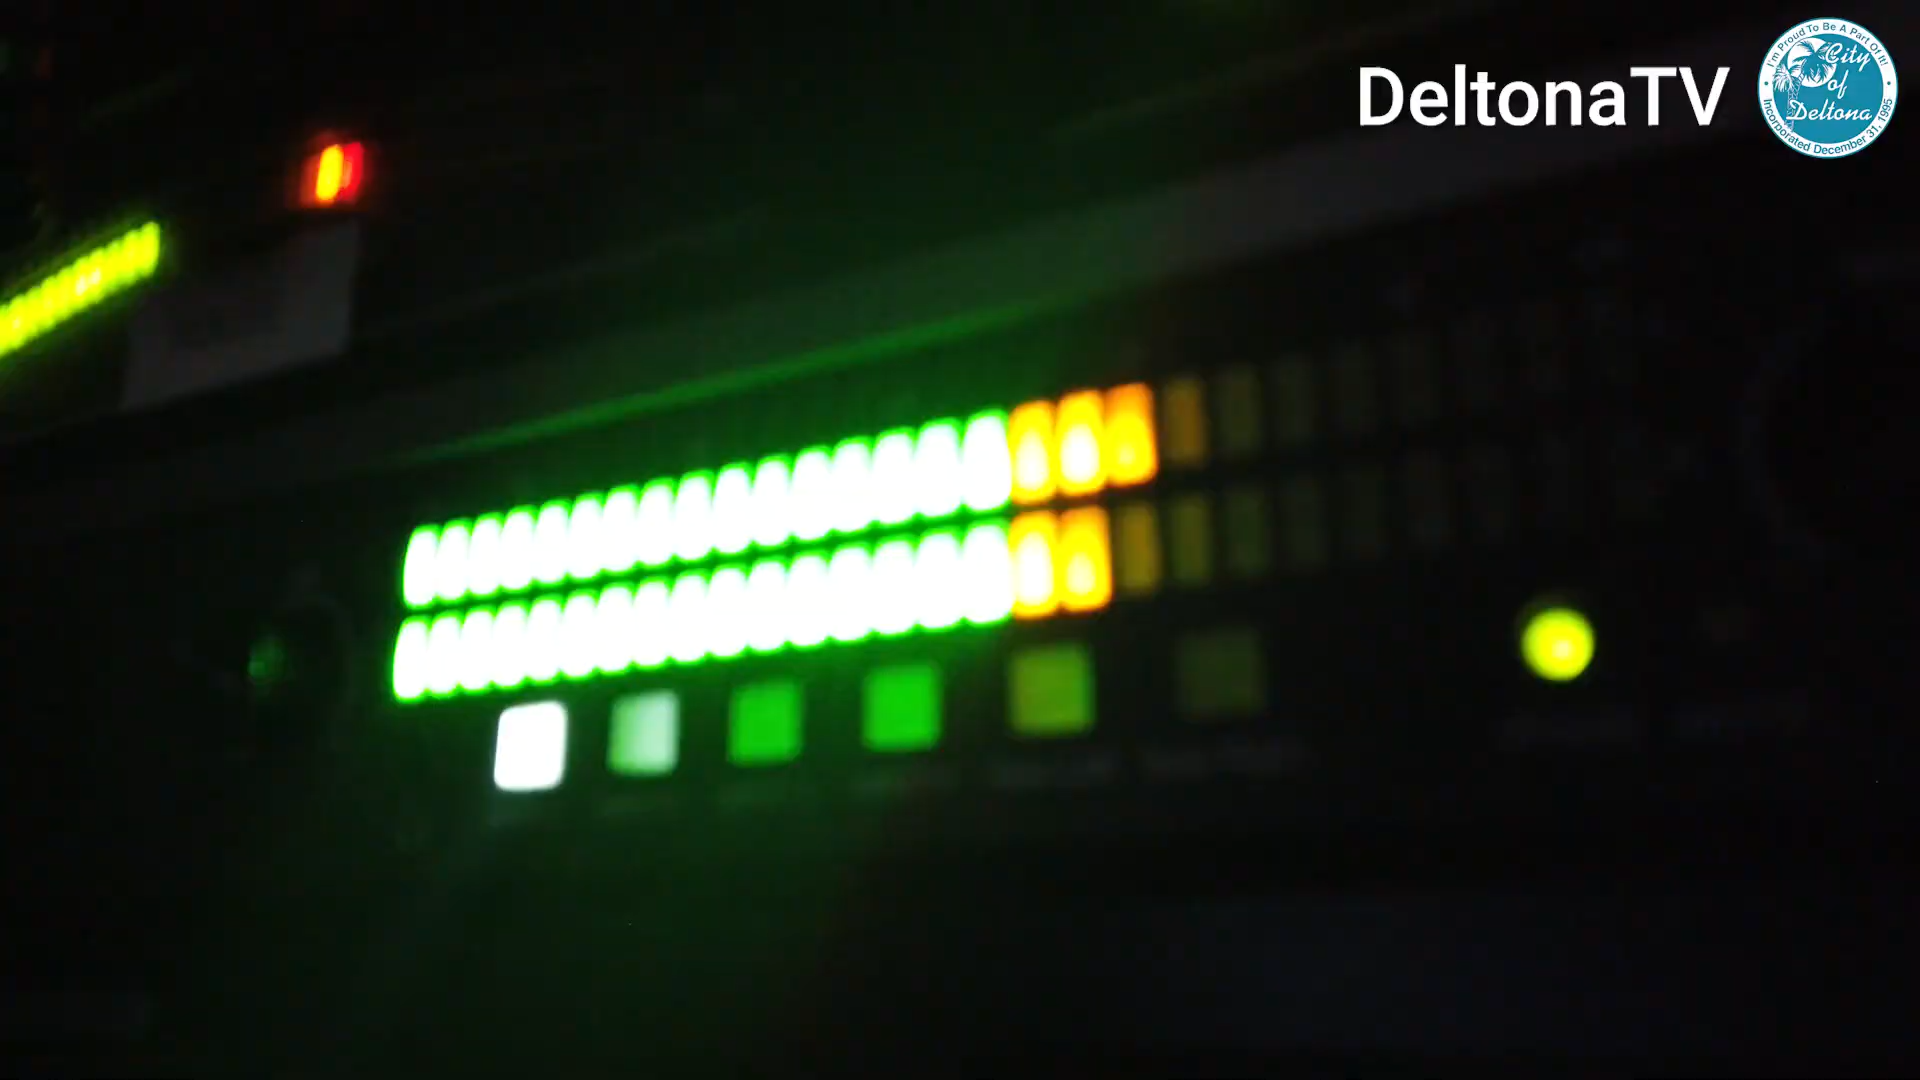 DeltonaTV
I'm Proud To Be A Part Of It!
City
of
Deltona
Incorporated December 31, 1995